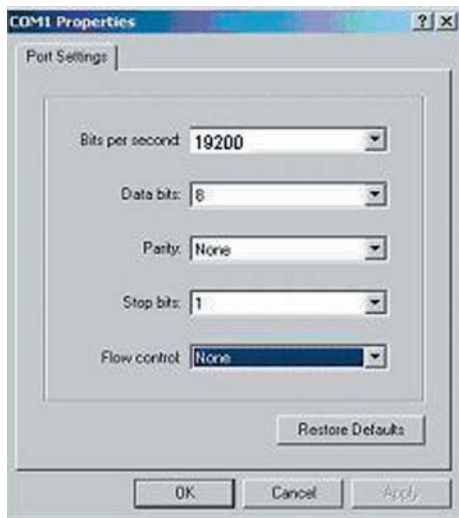 COM1 Properties
Port Settings
Bits per second: 19200
Data bits: 8
Parity: None
Stop bits: 1
Flow control: None
Restore Defaults
OK Cancel Apply